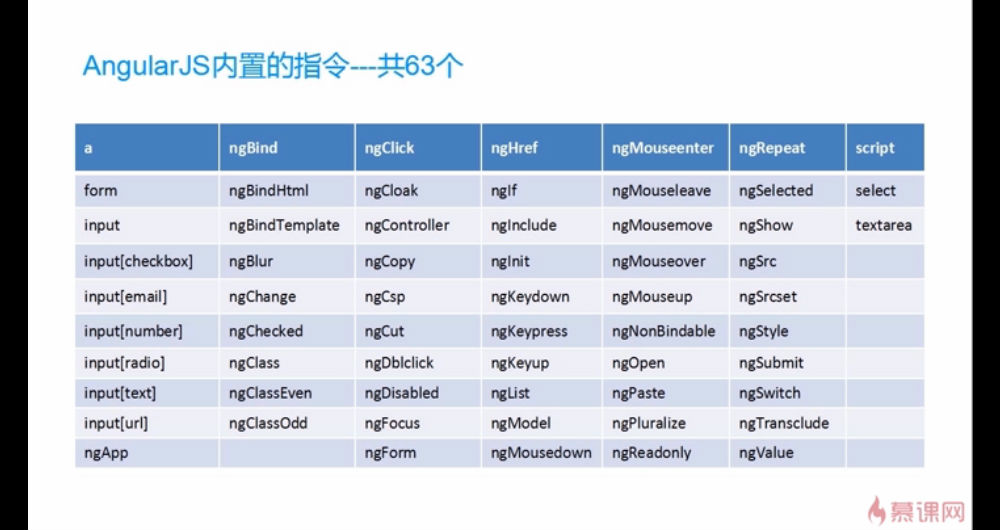 AngularJS内置的指令---共63个
a ngBind ngClick ngHref ngMouseenter ngRepeat script
form ngBindHtml ngCloak ngIf ngMouseleave ngSelected select
input ngBindTemplate ngController ngInclude ngMousemove ngShow textarea
input[checkbox] ngBlur ngCopy ngInit ngMouseover ngSrc
input[email] ngChange ngCsp ngKeydown ngMouseup ngSrcset
input[number] ngChecked ngCut ngKeypress ngNonBindable ngStyle
input[radio] ngClass ngDblclick ngKeyup ngOpen ngSubmit
input[text] ngClassEven ngDisabled ngList ngPaste ngSwitch
input[url] ngClassOdd ngFocus ngModel ngPluralize ngTransclude
ngApp ngForm ngMousedown ngReadonly ngValue
慕课网